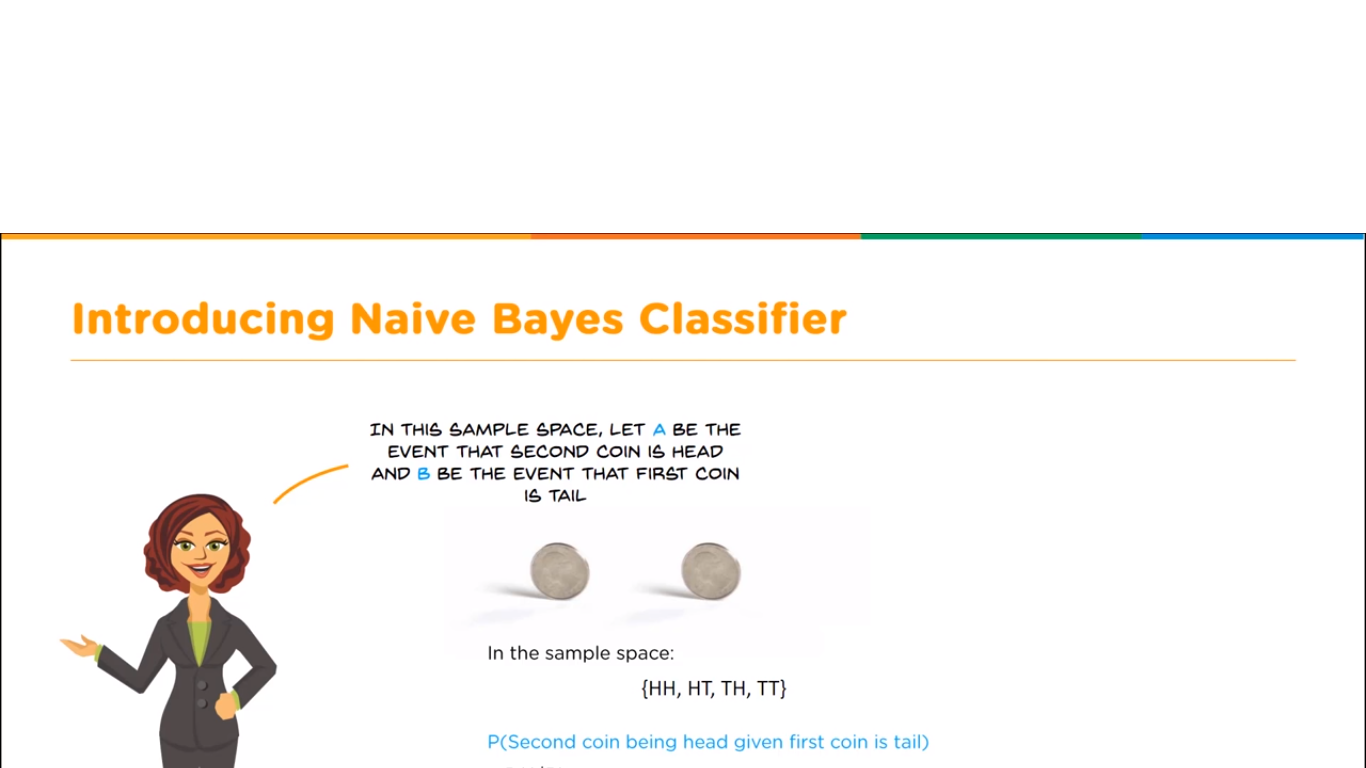 Introducing Naive Bayes Classifier
IN THIS SAMPLE SPACE, LET A BE THE
EVENT THAT SECOND COIN IS HEAD
AND B BE THE EVENT THAT FIRST COIN
IS TAIL
In the sample space:
{HH, HT, TH, TT}
P(Second coin being head given first coin is tail)